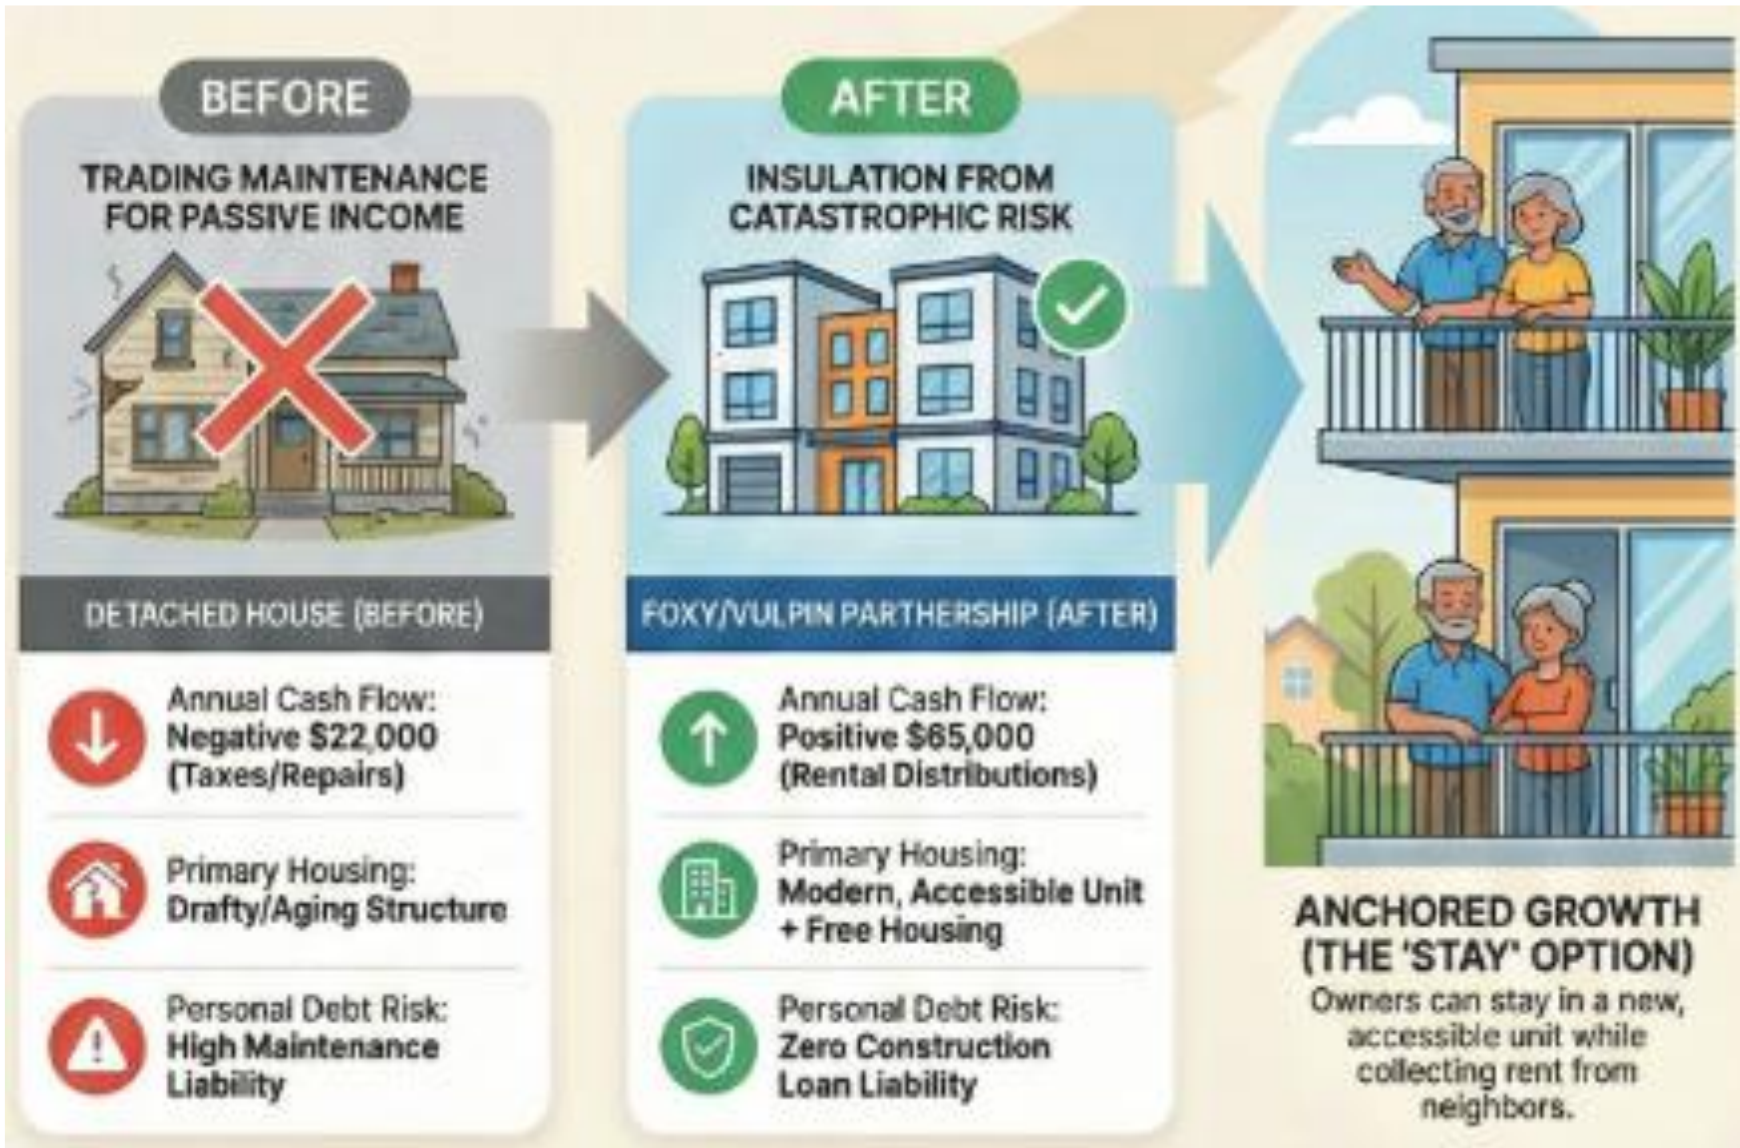 BEFORE
TRADING MAINTENANCE
FOR PASSIVE INCOME
DETACHED HOUSE (BEFORE)
Annual Cash Flow:
Negative $22,000
(Taxes/Repairs)
Primary Housing:
Drafty/Aging Structure
Personal Debt Risk:
High Maintenance
Liability
AFTER
INSULATION FROM
CATASTROPHIC RISK
FOXY/VULPIN PARTHERSHIP (AFTER)
Annual Cash Flow:
Positive $65,000
(Rental Distributions)
Primary Housing:
Modern, Accessible Unit
+ Free Housing
Personal Debt Risk:
Zero Construction
Loan Liability
ANCHORED GROWTH
(THE 'STAY' OPTION)
Owners can stay in a new,
accessible unit while
collecting rent from
neighbors.